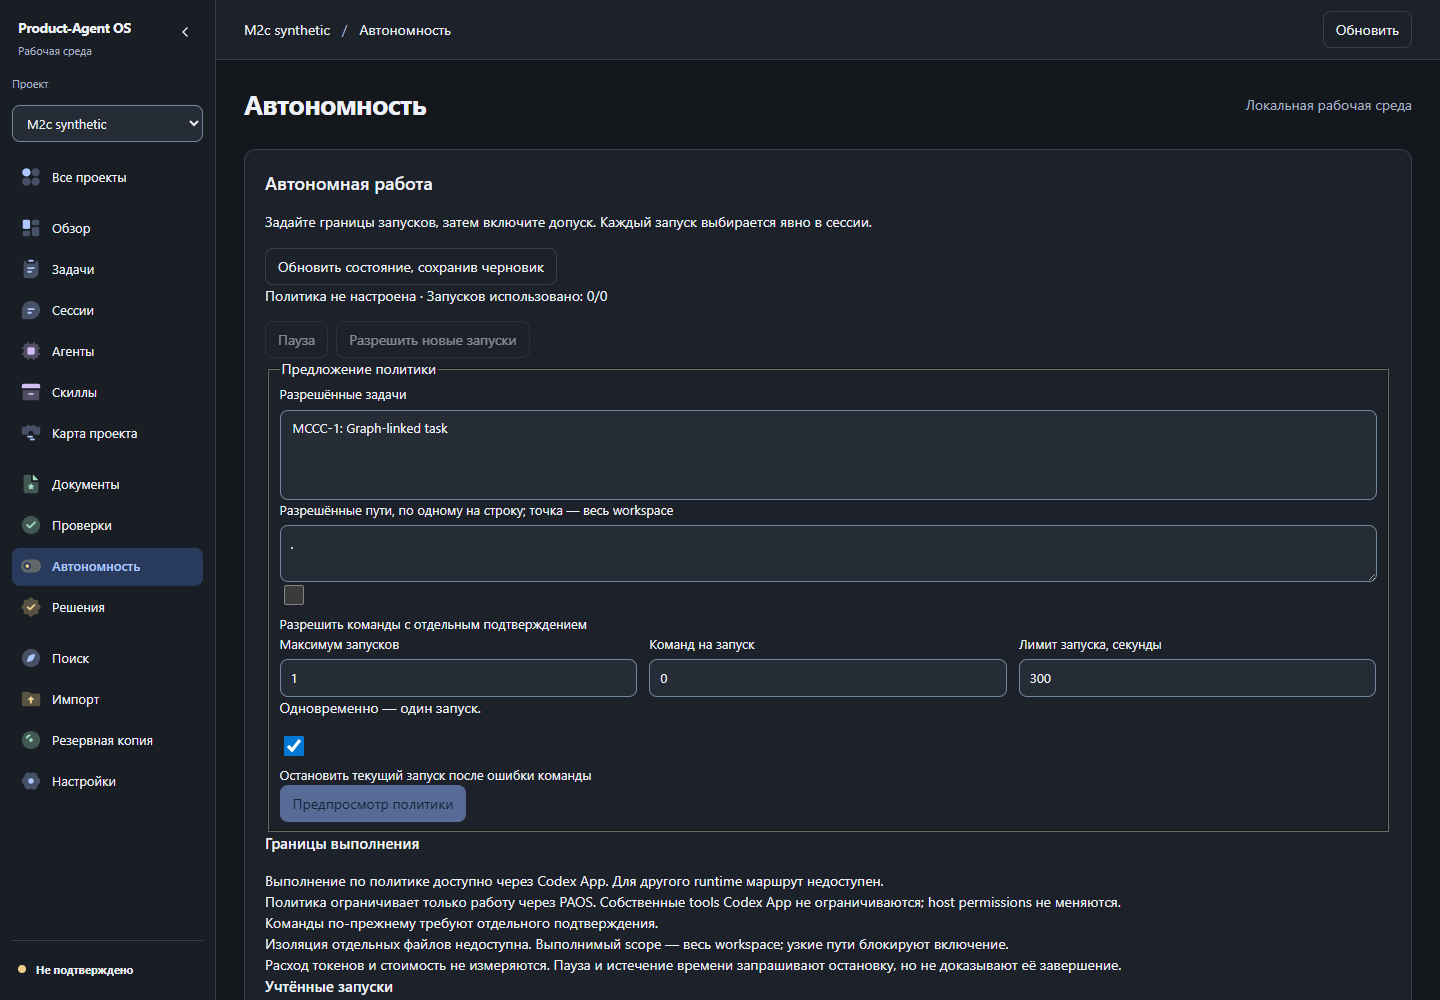 Product-Agent OS
Рабочая среда
Проект
M2c synthetic
Все проекты
Обзор
Задачи
Сессии
Агенты
Скиллы
Карта проекта
Документы
Проверки
Автономность
Решения
Поиск
Импорт
Резервная копия
Настройки
Не подтверждено
M2c synthetic / Автономность
Обновить
Автономность
Локальная рабочая среда
Автономная работа
Задайте границы запусков, затем включите допуск. Каждый запуск выбирается явно в сессии.
Обновить состояние, сохранив черновик
Политика не настроена · Запусков использовано: 0/0
Пауза
Разрешить новые запуски
Предложение политики
Разрешённые задачи
MCCC-1: Graph-linked task
Разрешённые пути, по одному на строку; точка — весь workspace
.
Разрешить команды с отдельным подтверждением
Максимум запусков
Команд на запуск
Лимит запуска, секунды
1
0
300
Одновременно — один запуск.
Остановить текущий запуск после ошибки команды
Предпросмотр политики
Границы выполнения
Выполнение по политике доступно через Codex App. Для другого runtime маршрут недоступен.
Политика ограничивает только работу через PAOS. Собственные tools Codex App не ограничиваются; host permissions не меняются.
Команды по-прежнему требуют отдельного подтверждения.
Изоляция отдельных файлов недоступна. Выполнимый scope — весь workspace; узкие пути блокируют включение.
Расход токенов и стоимость не измеряются. Пауза и истечение времени запрашивают остановку, но не доказывают её завершение.
Учтённые запуски